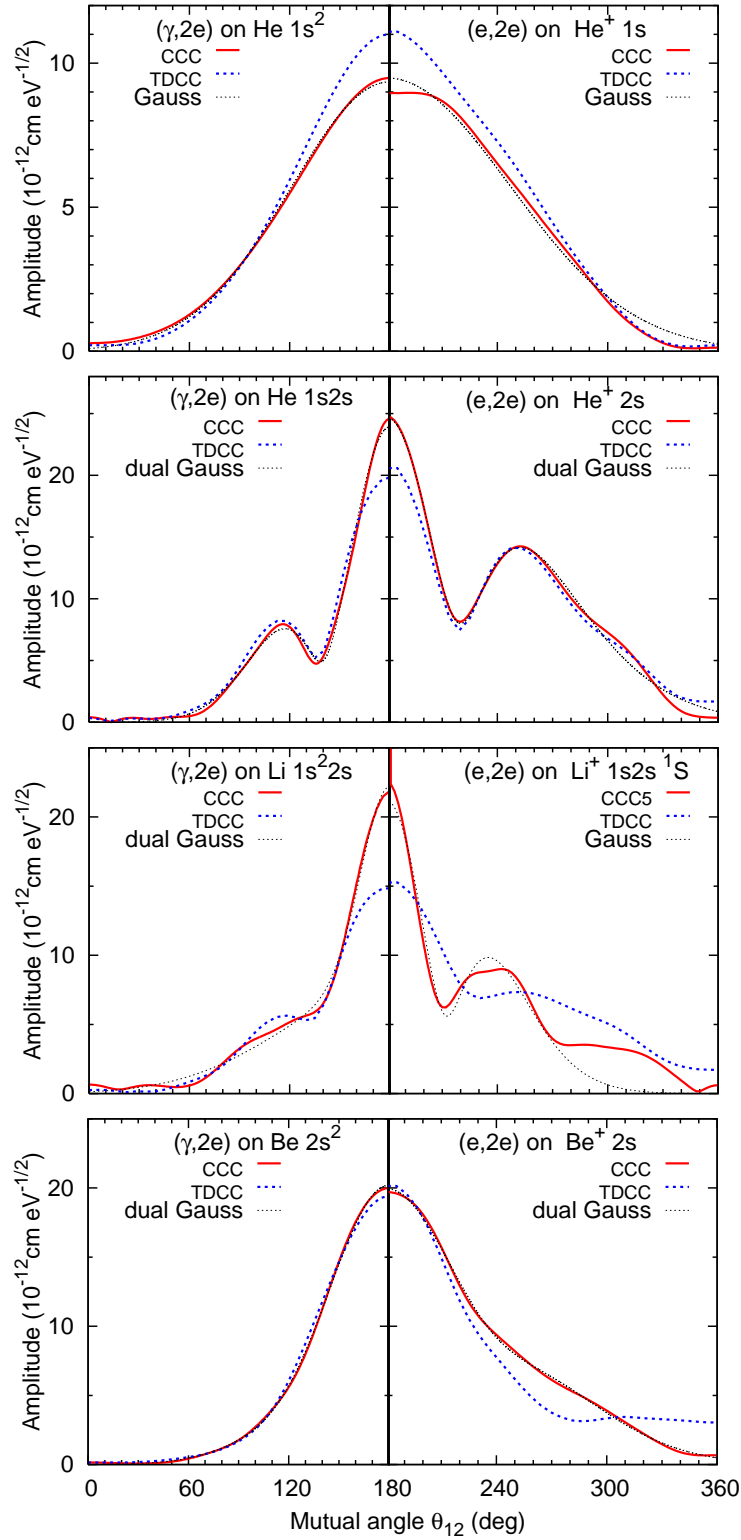 (γ,2e) on He 1s²
CCC
TDCC
Gauss
(e,2e) on He⁺ 1s
CCC
TDCC
Gauss
Amplitude (10⁻¹²cm eV⁻¹/²)
10
5
0
(γ,2e) on He 1s2s
CCC
TDCC
dual Gauss
(e,2e) on He⁺ 2s
CCC
TDCC
dual Gauss
Amplitude (10⁻¹²cm eV⁻¹/²)
20
10
0
(γ,2e) on Li 1s²2s
CCC
TDCC
dual Gauss
(e,2e) on Li⁺ 1s2s ¹S
CCC5
TDCC
Gauss
Amplitude (10⁻¹²cm eV⁻¹/²)
20
10
0
(γ,2e) on Be 2s²
CCC
TDCC
dual Gauss
(e,2e) on Be⁺ 2s
CCC
TDCC
dual Gauss
Amplitude (10⁻¹²cm eV⁻¹/²)
20
10
0
0 60 120 180 240 300 360
Mutual angle θ₁₂ (deg)